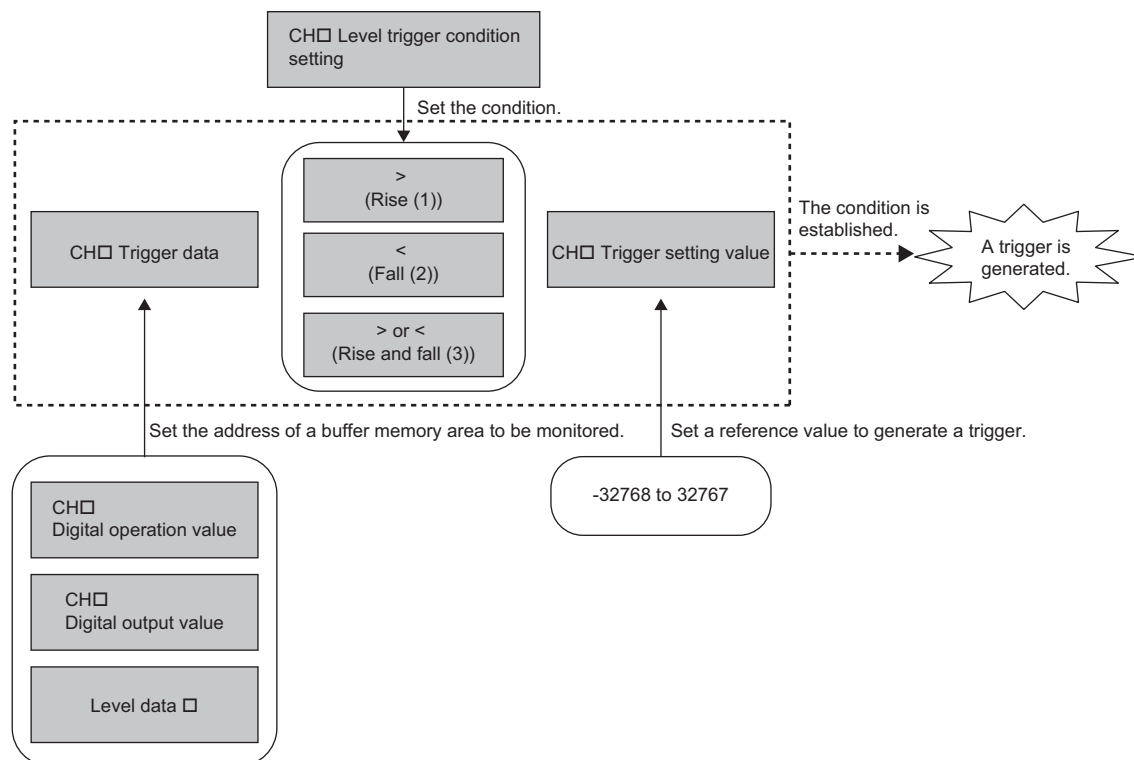 CH□ Level trigger condition
setting
Set the condition.
>
(Rise (1))
<
(Fall (2))
> or <
(Rise and fall (3))
CH□ Trigger data
CH□ Trigger setting value
The condition is
established.
A trigger is
generated.
Set the address of a buffer memory area to be monitored.
Set a reference value to generate a trigger.
CH□
Digital operation value
CH□
Digital output value
Level data □
-32768 to 32767